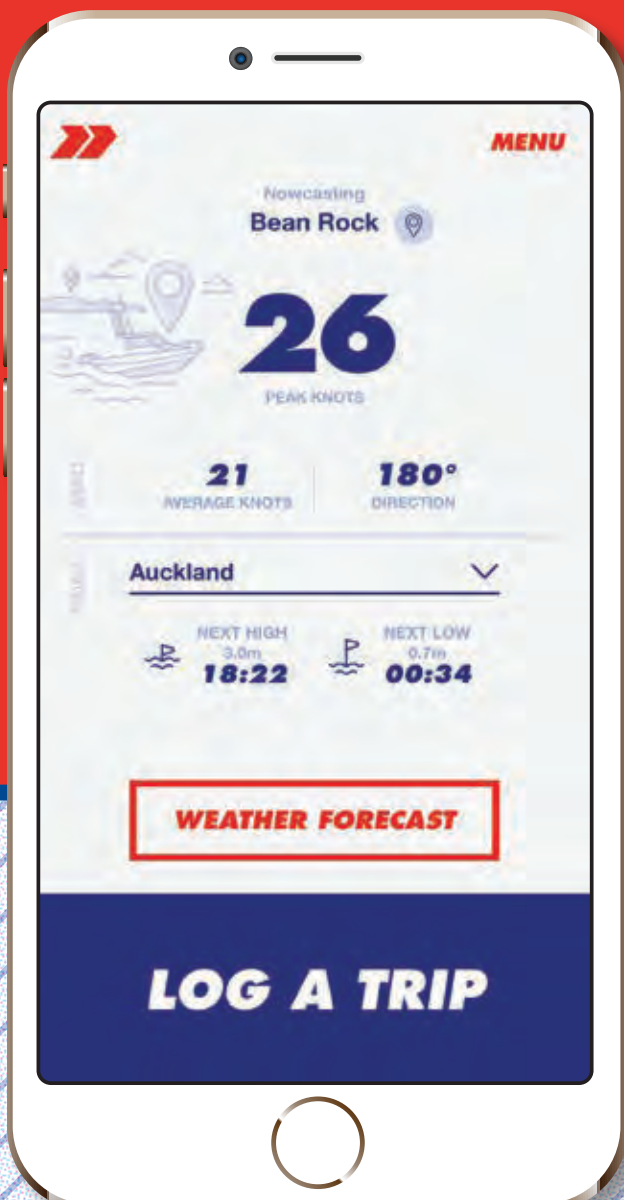 MENU
Nowcasting
Bean Rock
26
PEAK KNOTS
21
AVERAGE KNOTS
180°
DIRECTION
Auckland
NEXT HIGH
3.0m
18:22
NEXT LOW
0.7m
00:34
WEATHER FORECAST
LOG A TRIP